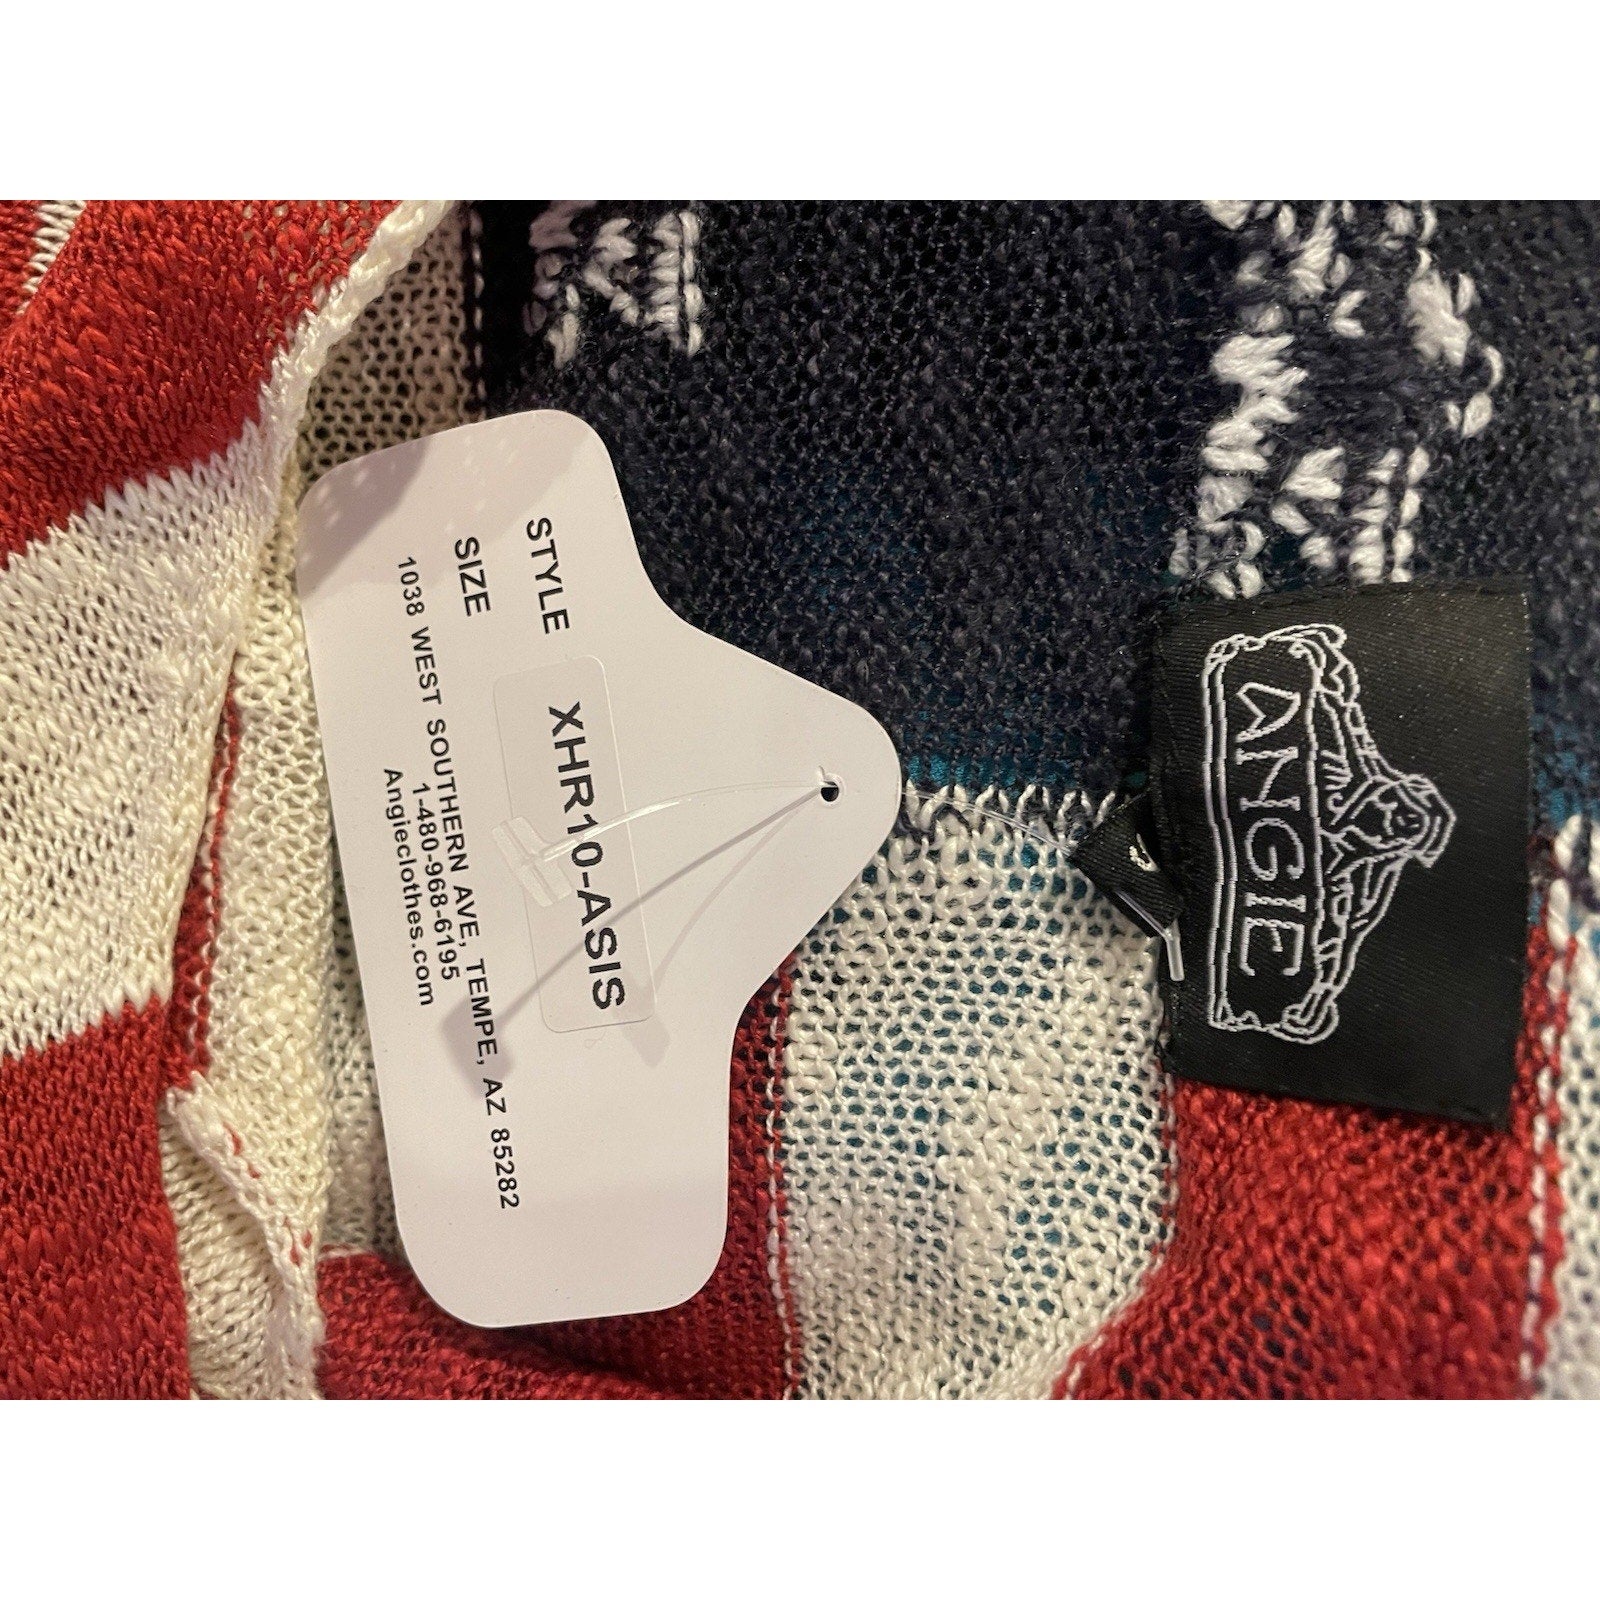 STYLE XHR10-ASIS
SIZE
1038 WEST SOUTHERN AVE, TEMPE, AZ 85282
1-480-968-6195
Angieclothes.com
ANGIE